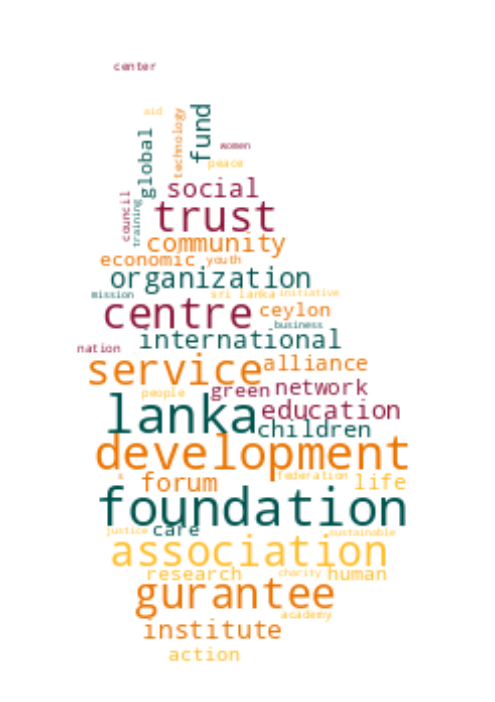 center
aid
fund
technology
global
women
peace
social
council
training
trust
community
economic youth
organization
mission sri lanka initiative
centre ceylon
business
international
nation
service alliance
green network
people
lanka education
children
development
forum federation life
foundation
justice care sustainable
association
research charity human
gurantee
academy
institute
action